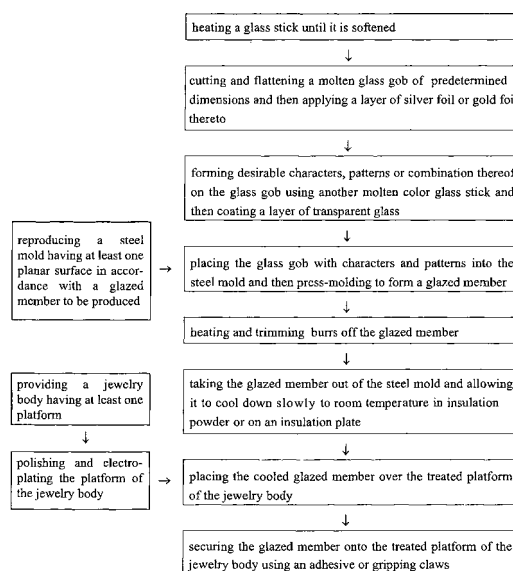 heating a glass stick until it is softened
cutting and flattening a molten glass gob of predetermined
dimensions and then applying a layer of silver foil or gold foi
thereto
forming desirable characters, patterns or combination thereof
on the glass gob using another molten color glass stick and
then coating a layer of transparent glass
reproducing a steel
mold having at least one
planar surface in accor-
dance with a glazed
member to be produced
placing the glass gob with characters and patterns into the
steel mold and then press-molding to form a glazed member
heating and trimming burrs off the glazed member
providing a jewelry
body having at least one
platform
taking the glazed member out of the steel mold and allowing
it to cool down slowly to room temperature in insulation
powder or on an insulation plate
polishing and electro-
plating the platform of
the jewelry body
placing the cooled glazed member over the treated platform
of the jewelry body
securing the glazed member onto the treated platform of the
jewelry body using an adhesive or gripping claws